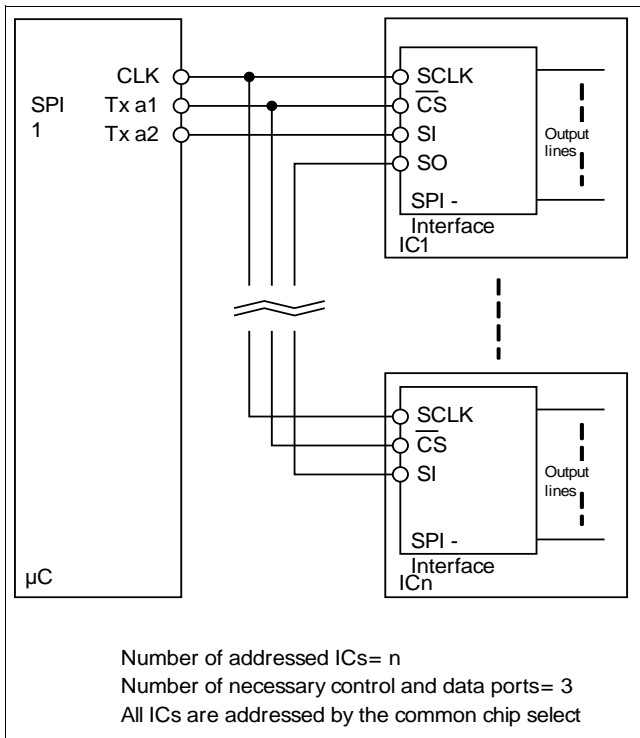 CLK
SPI
1
Tx a1
Tx a2
µC
SCLK
CS
SI
SO
Output
lines
SPI -
Interface
IC1
SCLK
CS
SI
Output
lines
SPI -
Interface
ICn
Number of addressed ICs= n
Number of necessary control and data ports= 3
All ICs are addressed by the common chip select